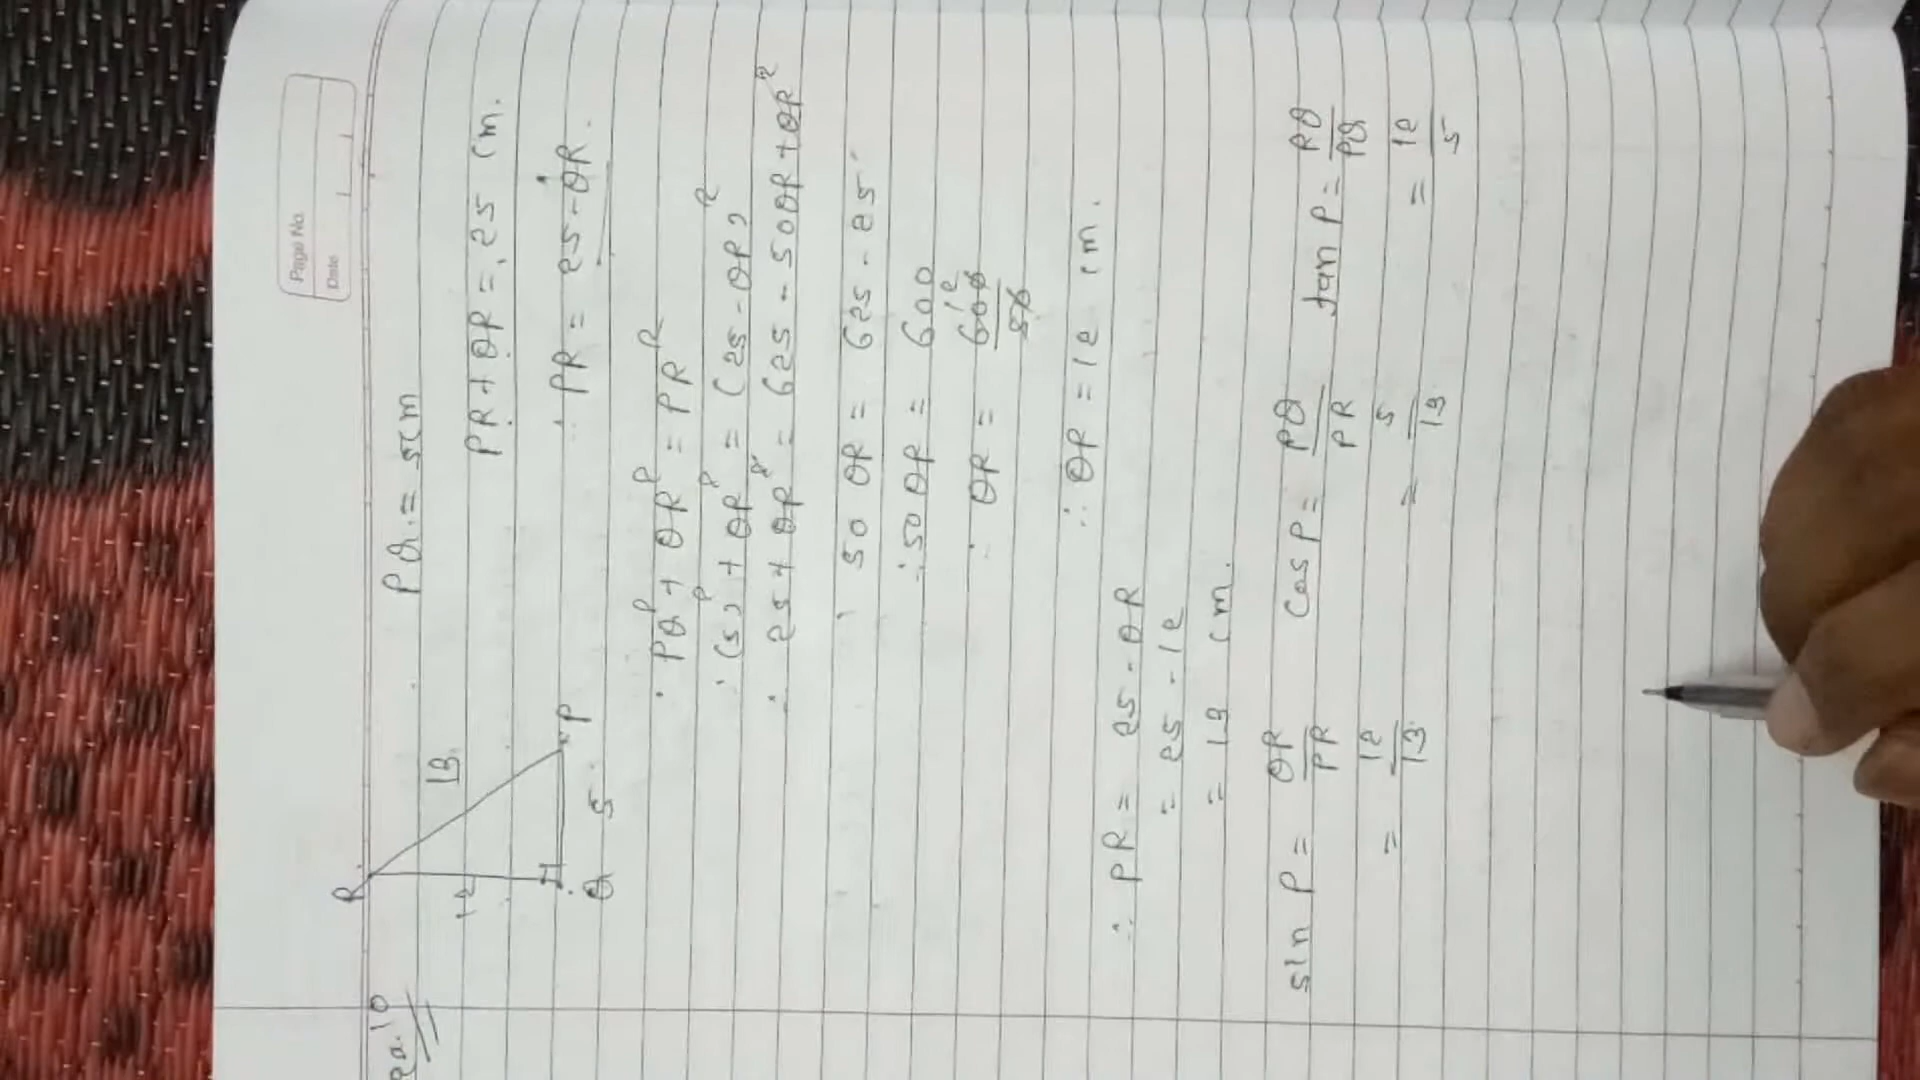 Page No.
Date
Qa. 10
PQ = 5cm
R
13
12
P
Q 5
PR + QR = 25 cm.
∴ PR = 25 - QR.
∴ PQ² + QR² = PR²
∴ (5)² + QR² = (25 - QR)²
∴ 25 + QR² = 625 - 50QR + QR²
50 QR = 625 - 25
∴ 50 QR = 600
∴ QR = 600/50 12
∴ QR = 12 cm.
∴ PR = 25 - QR
= 25 - 12
= 13 cm.
sin P = QR/PR cos P = PQ/PR tan P = RQ/PQ
= 12/13 = 5/13 = 12/5